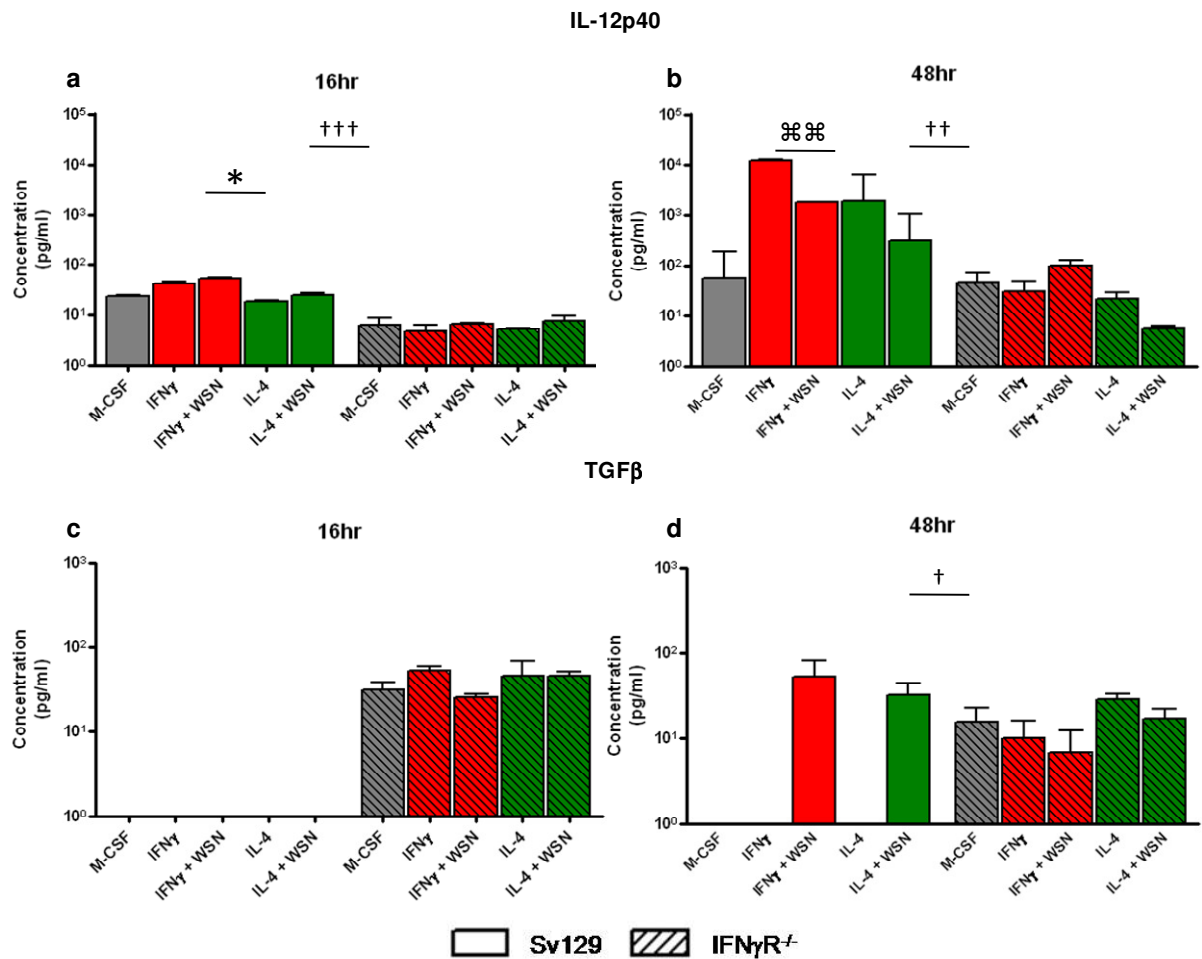 IL-12p40
a
16hr
***
10⁵
10⁴
10³
10²
10¹
10⁰
Concentration
(pg/ml)
*
†††
M-CSF
IFNγ
IFNγ + WSN
IL-4
IL-4 + WSN
M-CSF
IFNγ
IFNγ + WSN
IL-4
IL-4 + WSN
b
48hr
10⁵
10⁴
10³
10²
10¹
10⁰
Concentration
(pg/ml)
⌘⌘
††
M-CSF
IFNγ
IFNγ + WSN
IL-4
IL-4 + WSN
M-CSF
IFNγ
IFNγ + WSN
IL-4
IL-4 + WSN
TGFβ
c
16hr
10³
10²
10¹
10⁰
Concentration
(pg/ml)
M-CSF
IFNγ
IFNγ + WSN
IL-4
IL-4 + WSN
M-CSF
IFNγ
IFNγ + WSN
IL-4
IL-4 + WSN
d
48hr
10³
10²
10¹
10⁰
Concentration
(pg/ml)
†
M-CSF
IFNγ
IFNγ + WSN
IL-4
IL-4 + WSN
M-CSF
IFNγ
IFNγ + WSN
IL-4
IL-4 + WSN
Sv129
IFNγR⁻/⁻